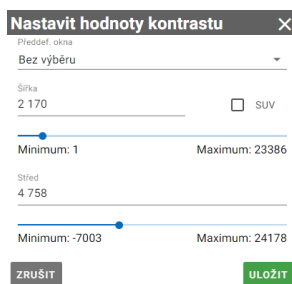 Nastavit hodnoty kontrastu
Předdef. okna
Bez výběru
Šířka
2 170
SUV
Minimum: 1 Maximum: 23386
Střed
4 758
Minimum: -7003 Maximum: 24178
ZRUŠIT ULOŽIT